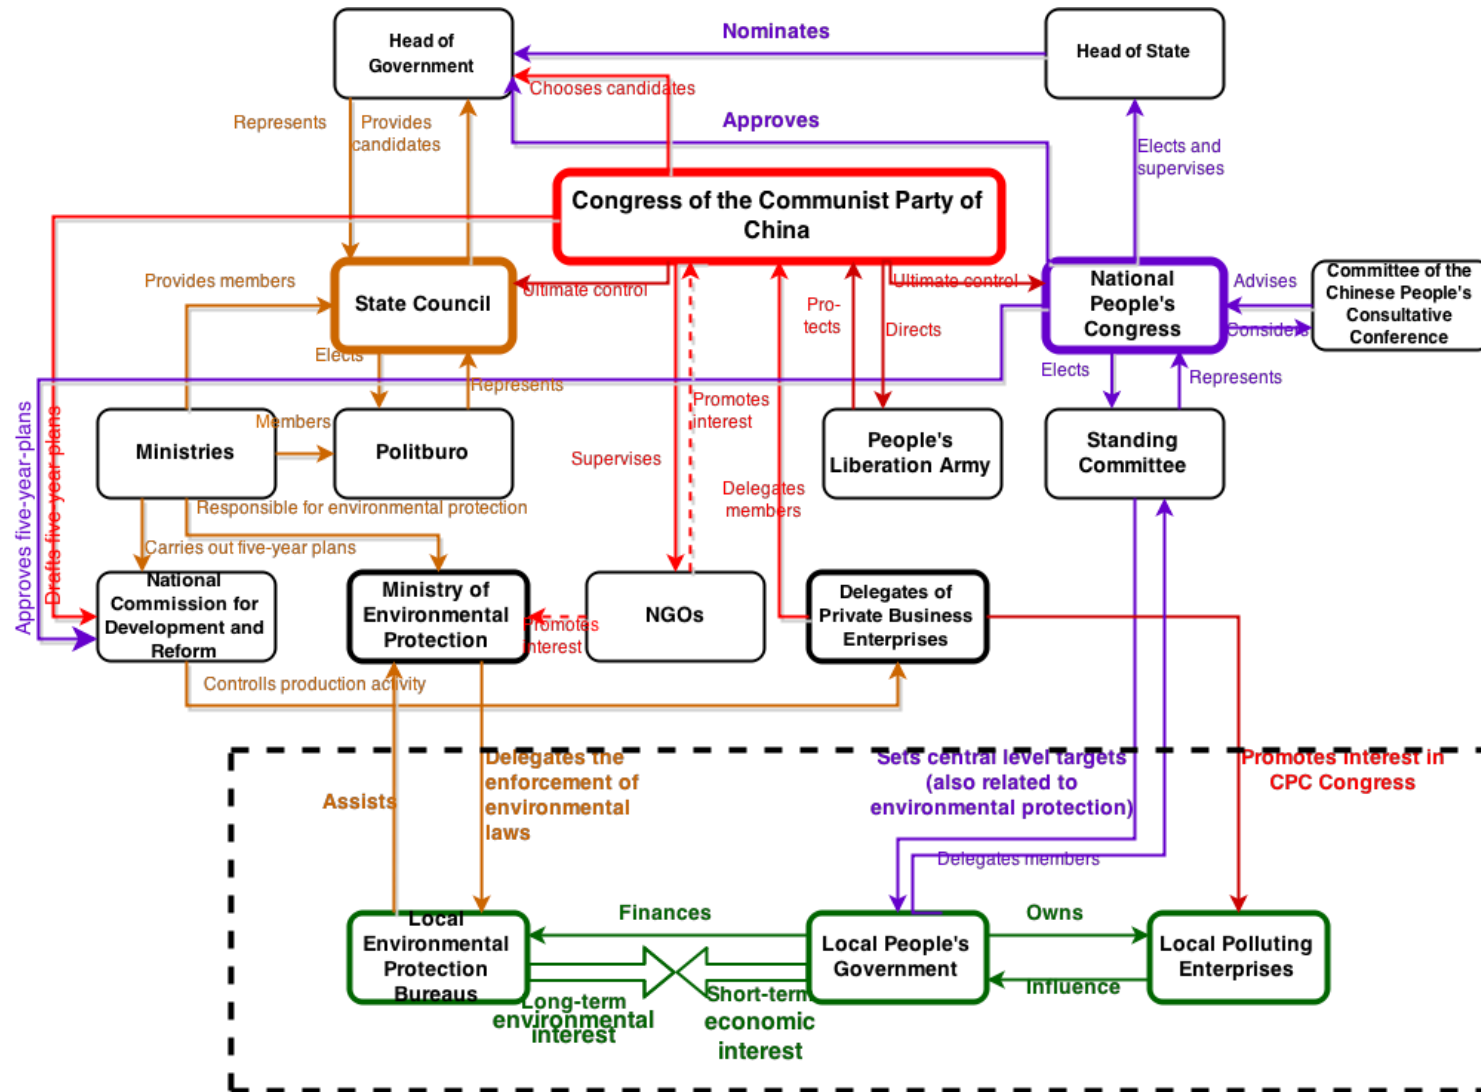 Head of
Government
Nominates
Head of State
Chooses candidates
Represents
Provides
candidates
Approves
Elects and
supervises
Congress of the Communist Party of
China
Provides members
State Council
Ultimate control
Pro-
tects
Directs
Ultimate control
National
People's
Congress
Advises
Considers
Committee of the
Chinese People's
Consultative
Conference
Elects
Represents
Elects
Represents
Approves five-year-plans
Drafts five-year plans
Ministries
Members
Politburo
Promotes
interest
Supervises
Delegates
members
People's
Liberation Army
Standing
Committee
Responsible for environmental protection
Carries out five-year plans
National
Commission for
Development and
Reform
Ministry of
Environmental
Protection
Promotes
interest
NGOs
Delegates of
Private Business
Enterprises
Controlls production activity
Assists
Delegates the
enforcement of
environmental
laws
Sets central level targets
(also related to
environmental protection)
Promotes Interest in
CPC Congress
Delegates members
Local
Environmental
Protection
Bureaus
Finances
Long-term
environmental
interest
Short-term
economic
interest
Local People's
Government
Owns
Influence
Local Polluting
Enterprises